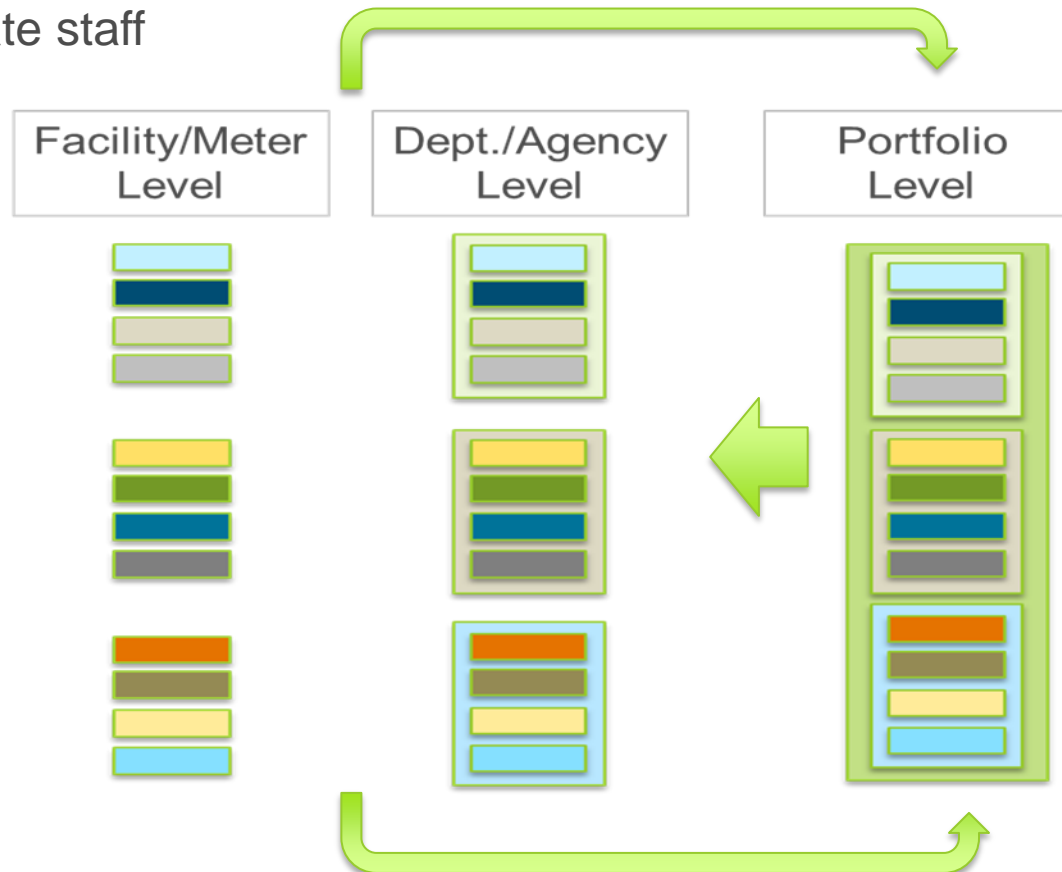 te staff
Facility/Meter
Level
Dept./Agency
Level
Portfolio
Level